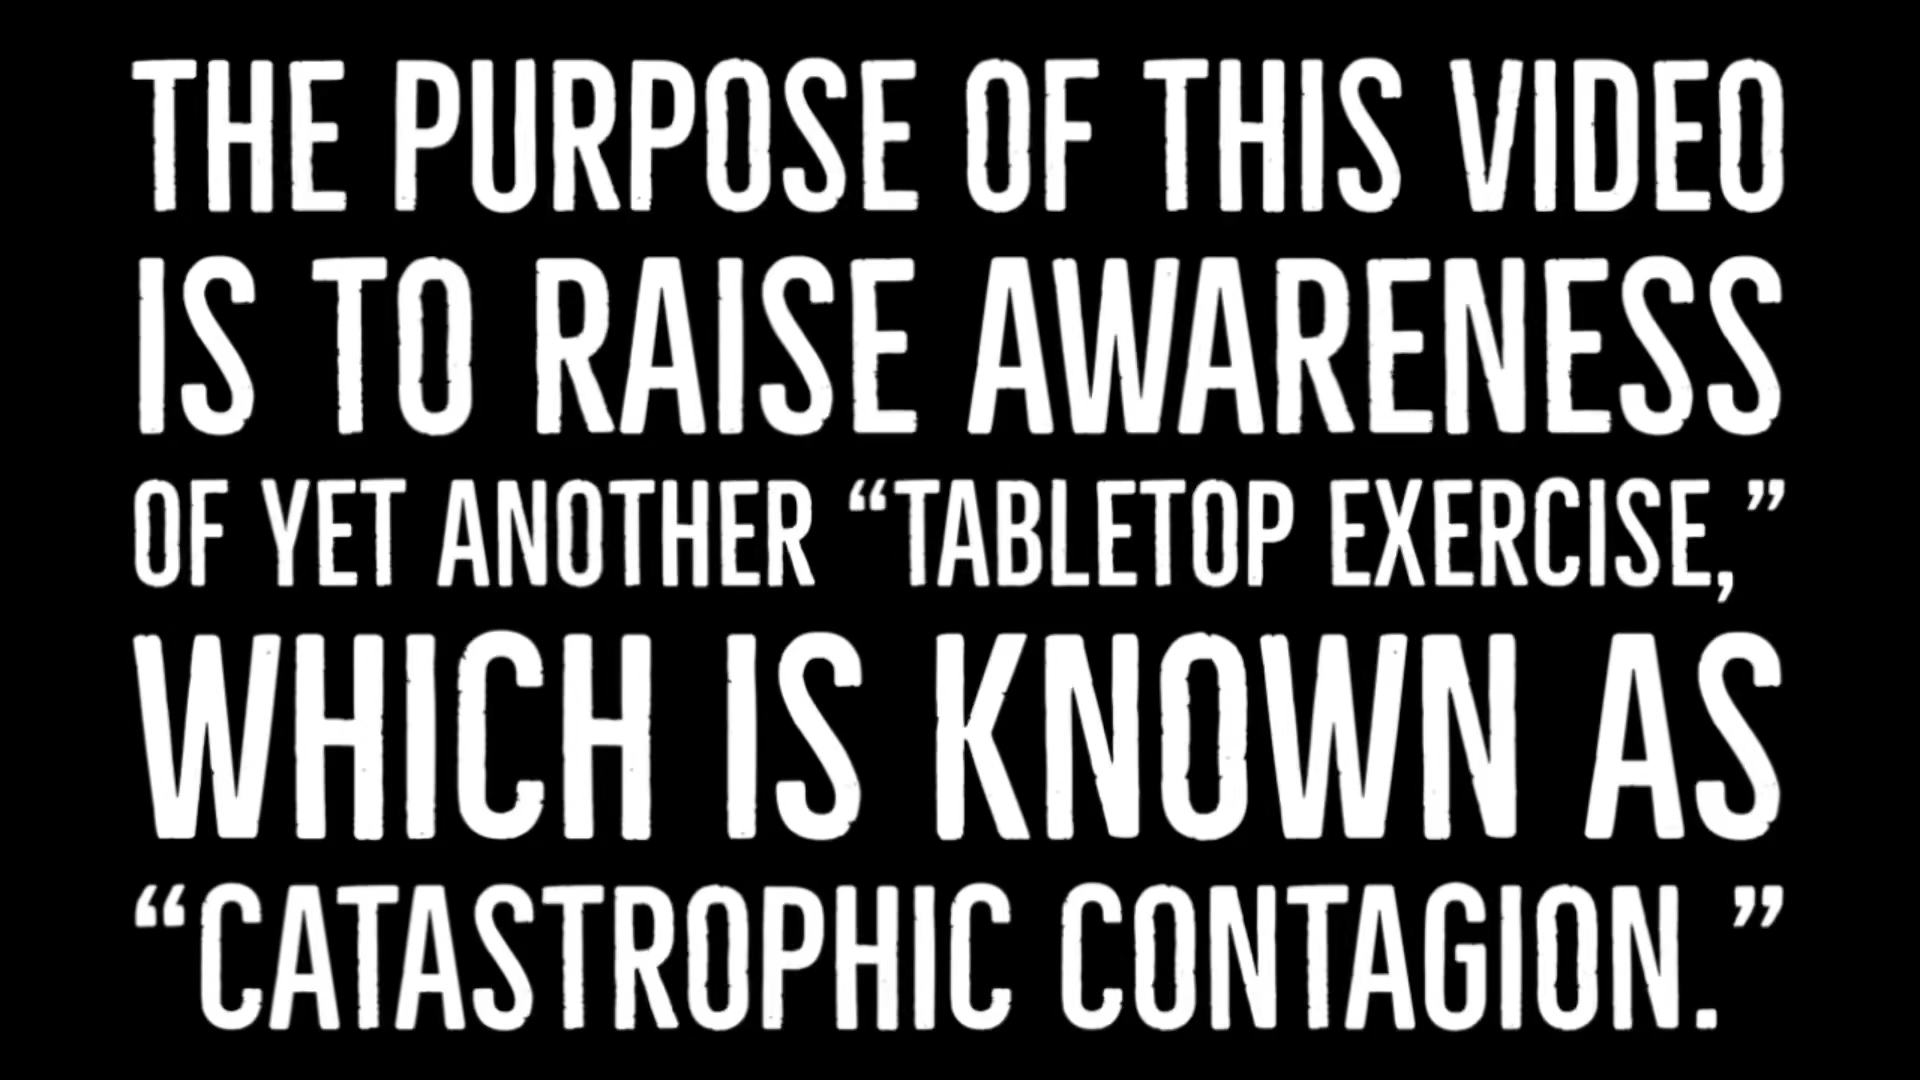 THE PURPOSE OF THIS VIDEO
IS TO RAISE AWARENESS
OF YET ANOTHER “TABLETOP EXERCISE,”
WHICH IS KNOWN AS
“CATASTROPHIC CONTAGION.”